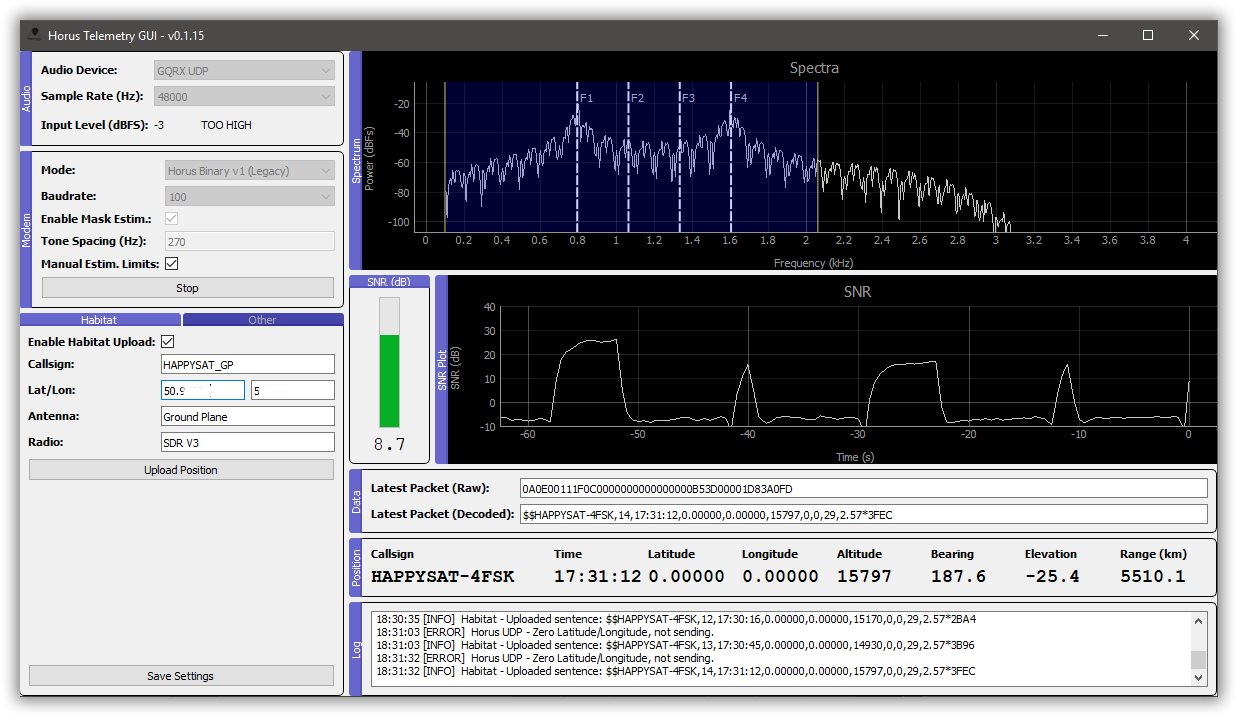 Horus Telemetry GUI - v0.1.15
Audio
Audio Device: GQRX UDP
Sample Rate (Hz): 48000
Input Level (dBFS): -3 TOO HIGH
Modem
Mode: Horus Binary v1 (Legacy)
Baudrate: 100
Enable Mask Estim.:
Tone Spacing (Hz): 270
Manual Estim. Limits:
Stop
Habitat Other
Enable Habitat Upload:
Callsign: HAPPYSAT_GP
Lat/Lon: 50.9 5
Antenna: Ground Plane
Radio: SDR V3
Upload Position
Save Settings
Spectrum
Spectra
F1 F2 F3 F4
Power (dBFs)
-20
-40
-60
-80
-100
0 0.2 0.4 0.6 0.8 1 1.2 1.4 1.6 1.8 2 2.2 2.4 2.6 2.8 3 3.2 3.4 3.6 3.8 4
Frequency (kHz)
SNR (dB)
8.7
SNR Plot
SNR
SNR (dB)
40
30
20
10
0
-10
-60 -50 -40 -30 -20 -10 0
Time (s)
Data
Latest Packet (Raw): 0A0E00111F0C0000000000000000B53D00001D83A0FD
Latest Packet (Decoded): $$HAPPYSAT-4FSK,14,17:31:12,0.00000,0.00000,15797,0,0,29,2.57*3FEC
Position
Callsign Time Latitude Longitude Altitude Bearing Elevation Range (km)
HAPPYSAT-4FSK 17:31:12 0.00000 0.00000 15797 187.6 -25.4 5510.1
Log
18:30:35 [INFO] Habitat - Uploaded sentence: $$HAPPYSAT-4FSK,12,17:30:16,0.00000,0.00000,15170,0,0,29,2.57*2BA4
18:31:03 [ERROR] Horus UDP - Zero Latitude/Longitude, not sending.
18:31:03 [INFO] Habitat - Uploaded sentence: $$HAPPYSAT-4FSK,13,17:30:45,0.00000,0.00000,14930,0,0,29,2.57*3B96
18:31:32 [ERROR] Horus UDP - Zero Latitude/Longitude, not sending.
18:31:32 [INFO] Habitat - Uploaded sentence: $$HAPPYSAT-4FSK,14,17:31:12,0.00000,0.00000,15797,0,0,29,2.57*3FEC